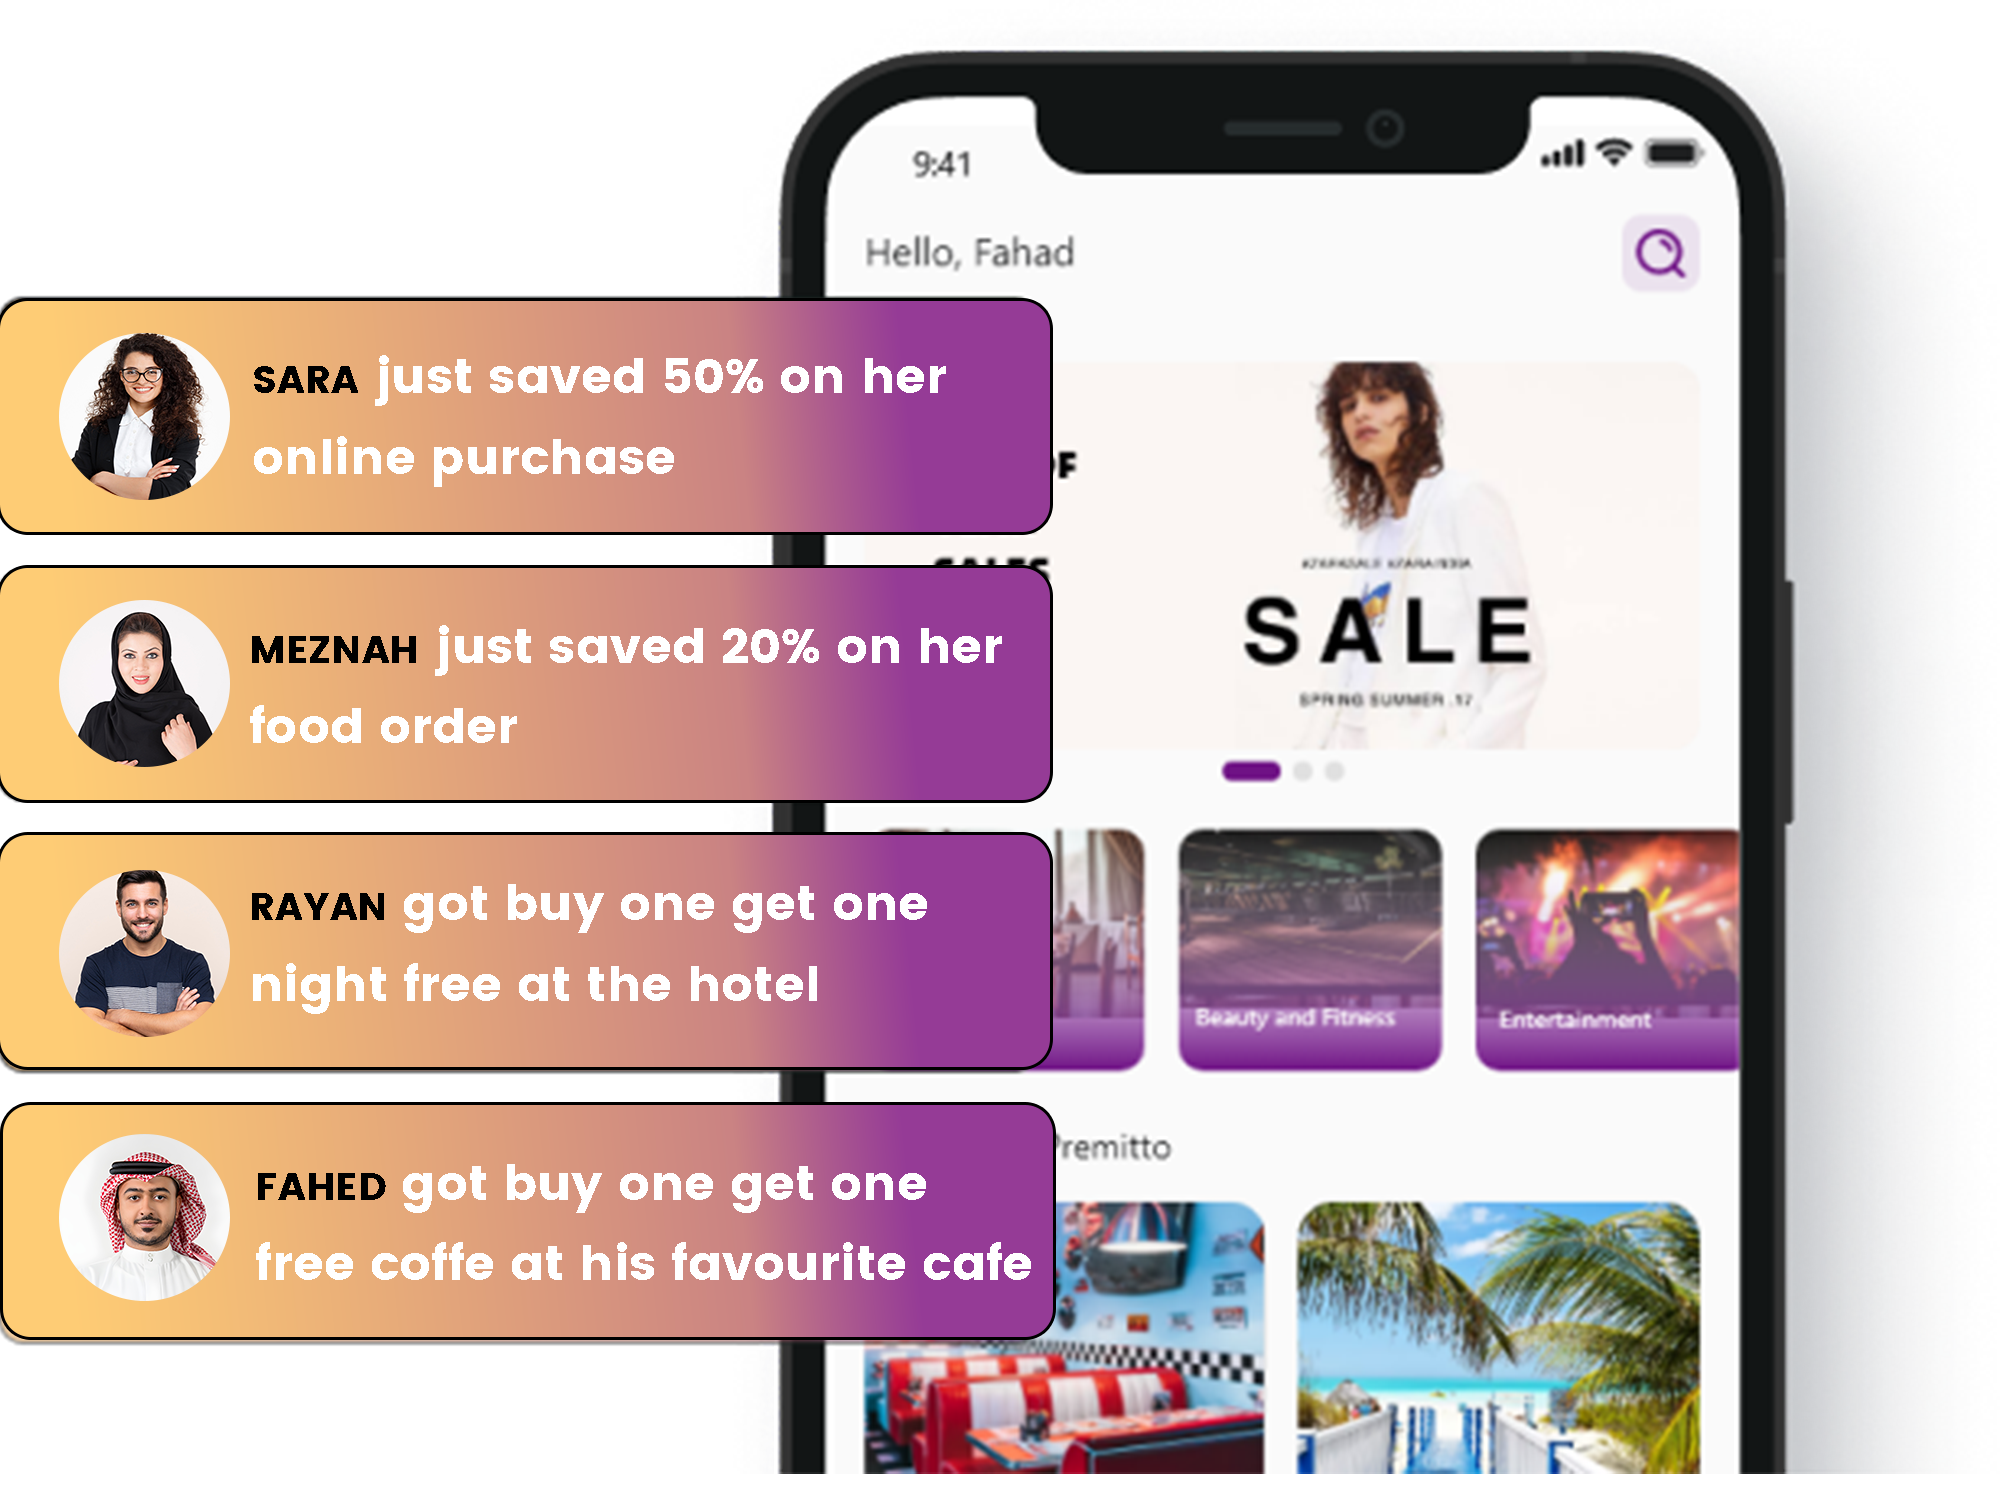 9:41
Hello, Fahad
SARA just saved 50% on her
online purchase
SALES
SALE
SPRING SUMMER .17
MEZNAH just saved 20% on her
food order
RAYAN got buy one get one
night free at the hotel
Beauty and Fitness
Entertainment
Premitto
FAHED got buy one get one
free coffe at his favourite cafe